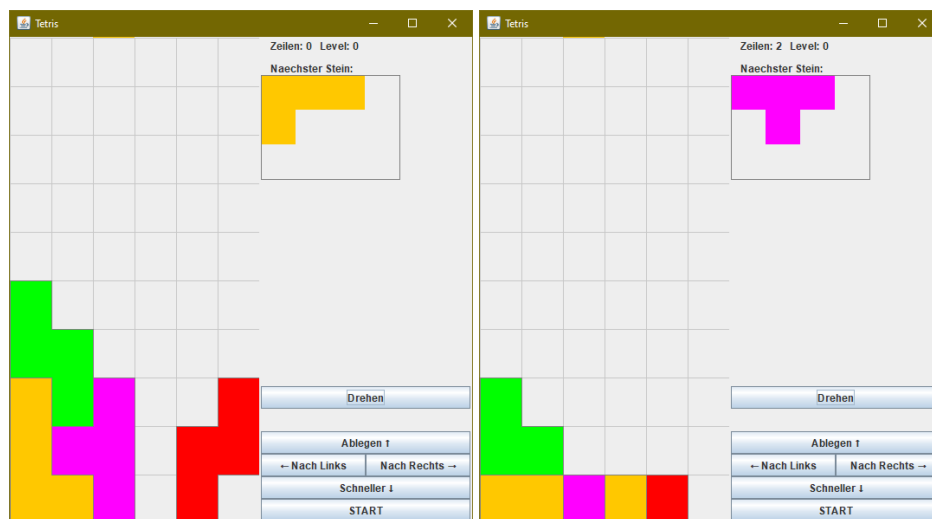 Tetris
Zeilen: 0 Level: 0
Naechster Stein:
Drehen
Ablegen ↑
←Nach Links
Nach Rechts →
Schneller ↓
START
Tetris
Zeilen: 2 Level: 0
Naechster Stein:
Drehen
Ablegen ↑
←Nach Links
Nach Rechts →
Schneller ↓
START